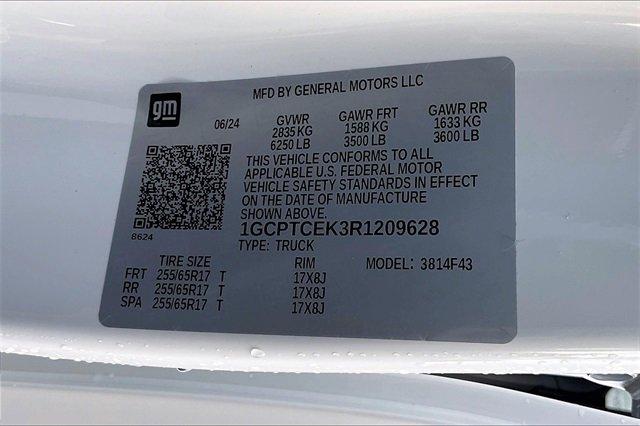 MFD BY GENERAL MOTORS LLC
gm
06/24 GVWR GAWR FRT GAWR RR
2835 KG 1588 KG 1633 KG
6250 LB 3500 LB 3600 LB
THIS VEHICLE CONFORMS TO ALL
APPLICABLE U.S. FEDERAL MOTOR
VEHICLE SAFETY STANDARDS IN EFFECT
ON THE DATE OF MANUFACTURE
SHOWN ABOVE.
8624
1GCPTCEK3R1209628
TYPE: TRUCK
TIRE SIZE RIM MODEL: 3814F43
FRT 255/65R17 T 17X8J
RR 255/65R17 T 17X8J
SPA 255/65R17 T 17X8J